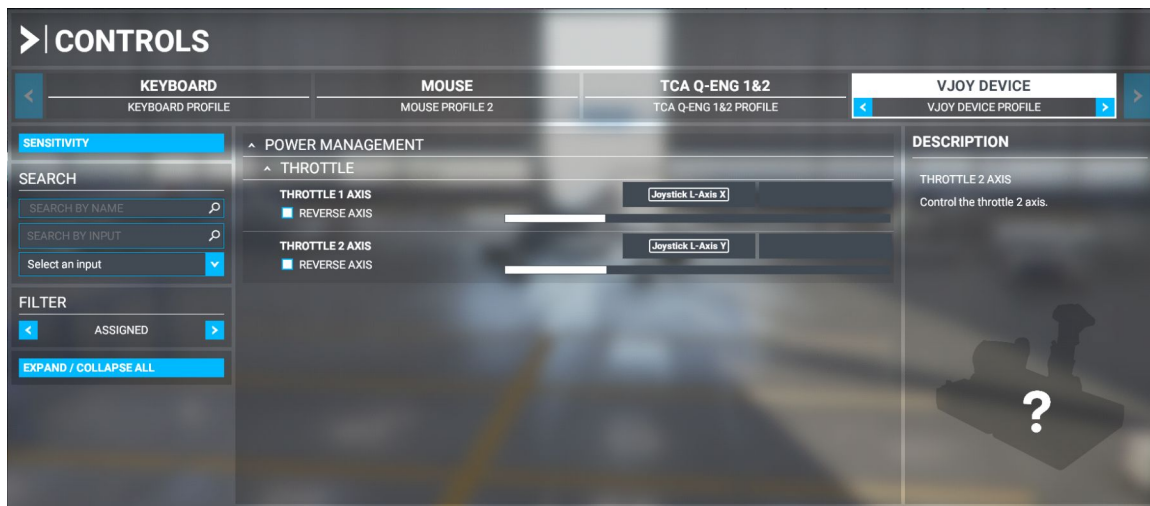 CONTROLS
KEYBOARD
KEYBOARD PROFILE
MOUSE
MOUSE PROFILE 2
TCA Q-ENG 1&2
TCA Q-ENG 1&2 PROFILE
VJOY DEVICE
VJOY DEVICE PROFILE
SENSITIVITY
SEARCH
SEARCH BY NAME
SEARCH BY INPUT
Select an input
FILTER
ASSIGNED
EXPAND / COLLAPSE ALL
POWER MANAGEMENT
THROTTLE
THROTTLE 1 AXIS
Joystick L-Axis X
REVERSE AXIS
THROTTLE 2 AXIS
Joystick L-Axis Y
REVERSE AXIS
DESCRIPTION
THROTTLE 2 AXIS
Control the throttle 2 axis.
?